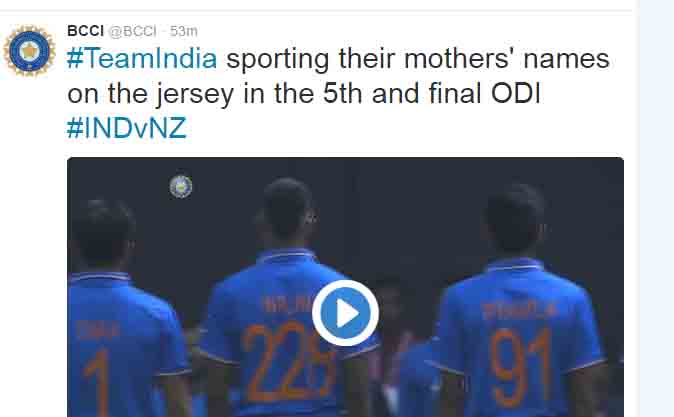 BCCI @BCCI · 53m
#TeamIndia sporting their mothers' names
on the jersey in the 5th and final ODI
#INDvNZ
1
228
91